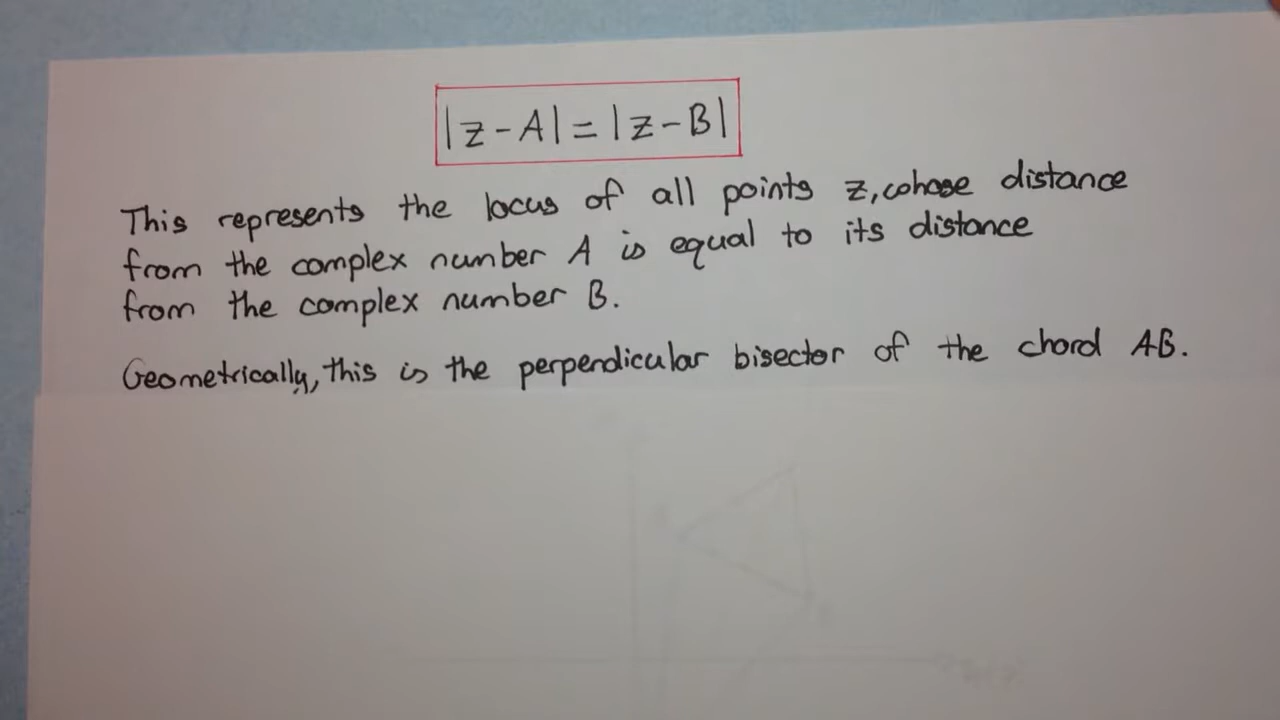 |z-A|=|z-B|
This represents the locus of all points z, whose distance
from the complex number A is equal to its distance
from the complex number B.
Geometrically, this is the perpendicular bisector of the chord AB.